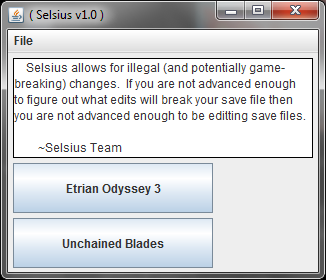 ( Selsius v1.0 )
File
Selsius allows for illegal (and potentially game-
breaking) changes.  If you are not advanced enough
to figure out what edits will break your save file then
you are not advanced enough to be editting save files.
~Selsius Team
Etrian Odyssey 3
Unchained Blades